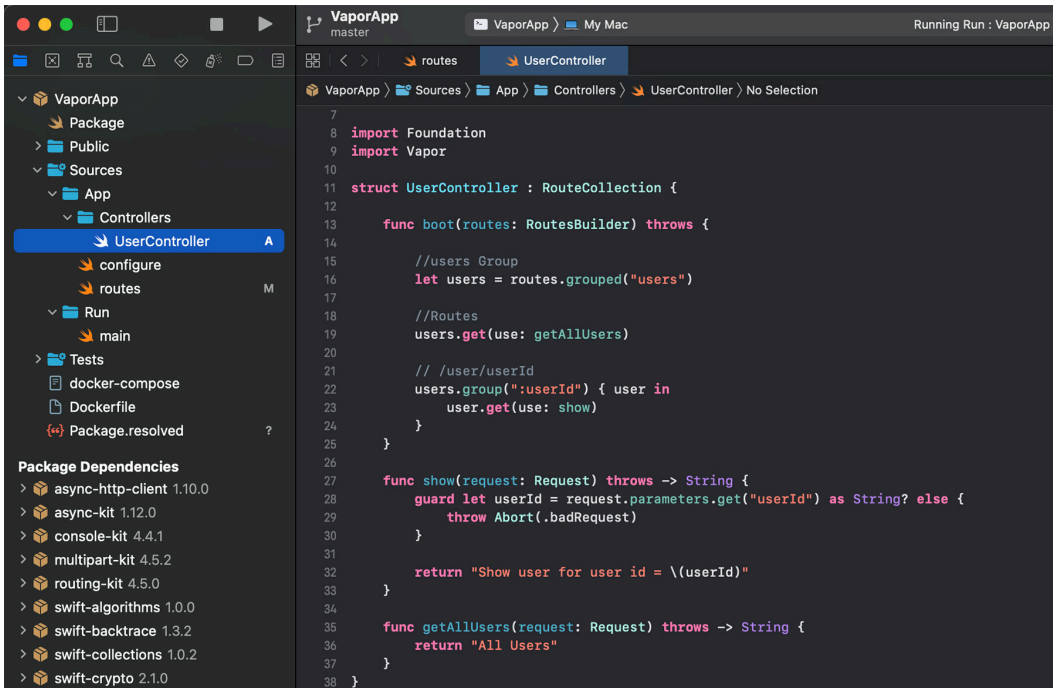 VaporApp
master
VaporApp 〉 My Mac
Running Run : VaporApp
routes
UserController
VaporApp 〉 Sources 〉 App 〉 Controllers 〉 UserController 〉 No Selection
VaporApp
Package
Public
Sources
App
Controllers
UserController A
configure
routes M
Run
main
Tests
docker-compose
Dockerfile
Package.resolved ?
Package Dependencies
async-http-client 1.10.0
async-kit 1.12.0
console-kit 4.4.1
multipart-kit 4.5.2
routing-kit 4.5.0
swift-algorithms 1.0.0
swift-backtrace 1.3.2
swift-collections 1.0.2
swift-crypto 2.1.0
7
8 import Foundation
9 import Vapor
10
11 struct UserController : RouteCollection {
12
13     func boot(routes: RoutesBuilder) throws {
14
15         //users Group
16         let users = routes.grouped("users")
17
18         //Routes
19         users.get(use: getAllUsers)
20
21         // /user/userId
22         users.group(":userId") { user in
23             user.get(use: show)
24         }
25     }
26
27     func show(request: Request) throws -> String {
28         guard let userId = request.parameters.get("userId") as String? else {
29             throw Abort(.badRequest)
30         }
31
32         return "Show user for user id = \(userId)"
33     }
34
35     func getAllUsers(request: Request) throws -> String {
36         return "All Users"
37     }
38 }